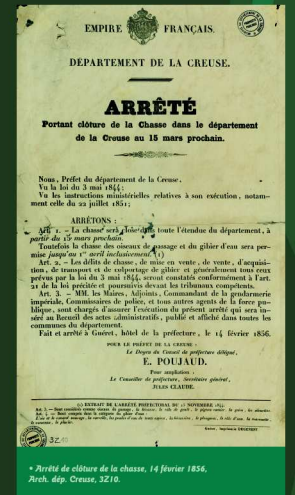 EMPIRE FRANÇAIS.
DÉPARTEMENT DE LA CREUSE.
ARRÊTÉ
Portant clôture de la Chasse dans le département
de la Creuse au 15 mars prochain.
Nous, Préfet du département de la Creuse,
Vu la loi du 3 mai 1844;
Vu les instructions ministérielles relatives à son exécution, notam-
ment celle du 22 juillet 1851;
ARRÊTONS:
Art. 1. – La chasse sera close dans toute l'étendue du département, à
partir du 15 mars prochain.
Toutefois la chasse des oiseaux de passage et du gibier d'eau sera per-
mise jusqu'au 1er avril inclusivement. (1)
Art. 2. – Les délits de chasse, de mise en vente, de vente, d'acquisi-
tion, de transport et de colportage de gibier et généralement tous ceux
prévus par la loi du 3 mai 1844, seront constatés conformément à l'art.
21 de la loi précitée et poursuivis devant les tribunaux compétents.
Art. 3. – MM. les Maires, Adjoints, Commandant de la gendarmerie
impériale, Commissaires de police, et tous autres agents de la force pu-
blique, sont chargés d'assurer l'exécution du présent arrêté qui sera in-
séré au Recueil des actes administratifs, publié et affiché dans toutes les
communes du département.
Fait et arrêté à Guéret, hôtel de la préfecture, le 14 février 1856.
POUR LE PRÉFET DE LA CREUSE:
Le Doyen du Conseil de préfecture délégué,
E. POUJAUD.
Pour ampliation:
Le Conseiller de préfecture, Secrétaire général,
JULES CLAUDE.
(1) EXTRAIT DE L'ARRÊTÉ PRÉFECTORAL DU
3Z10
• Arrêté de clôture de la chasse, 14 février 1856,
Arch. dép. Creuse, 3Z10.